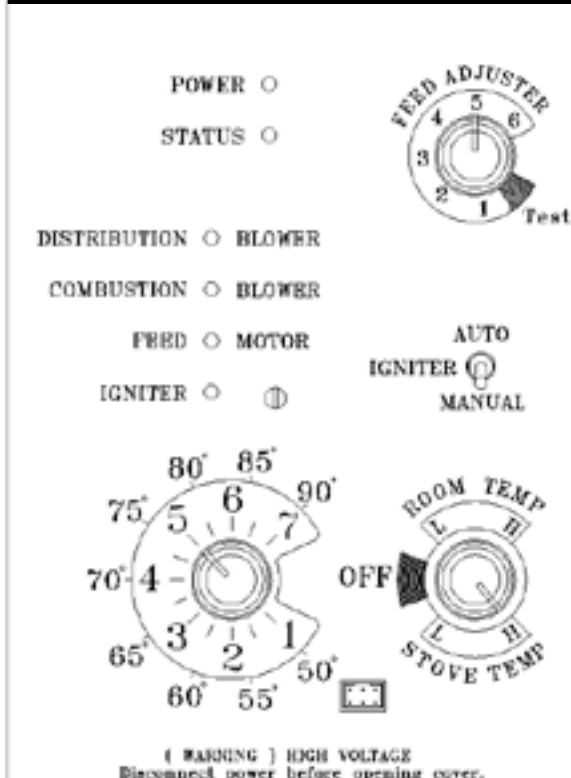 POWER
STATUS
FEED ADJUSTER
1 2 3 4 5 6
Test
DISTRIBUTION BLOWER
COMBUSTION BLOWER
FEED MOTOR
IGNITER
AUTO
IGNITER
MANUAL
50° 55° 60° 65° 70° 75° 80° 85° 90°
1 2 3 4 5 6 7
ROOM TEMP
L H
OFF
L H
STOVE TEMP
( WARNING ) HIGH VOLTAGE
Disconnect power before opening cover.